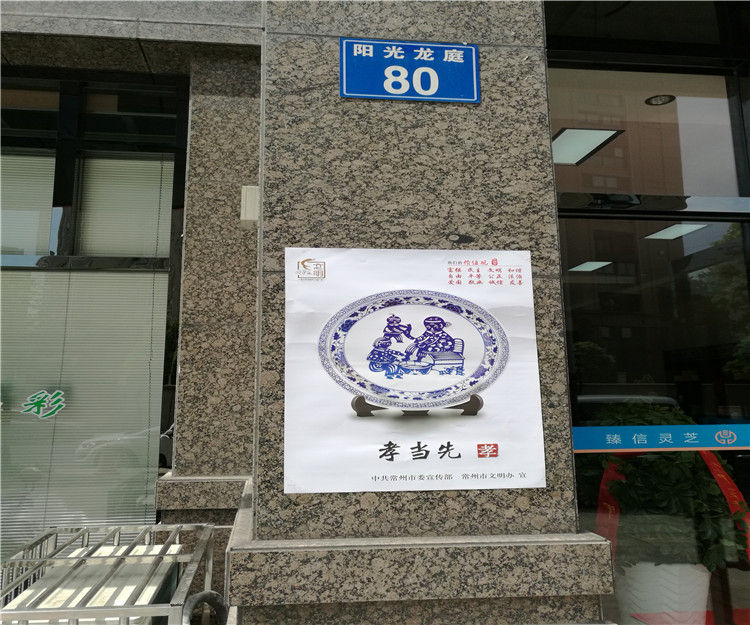 阳光龙庭
80
我们的价值观
富强 民主 文明 和谐
自由 平等 公正 法治
爱国 敬业 诚信 友善
孝当先 孝
中共常州市委宣传部 常州市文明办 宣
臻信灵芝
彩